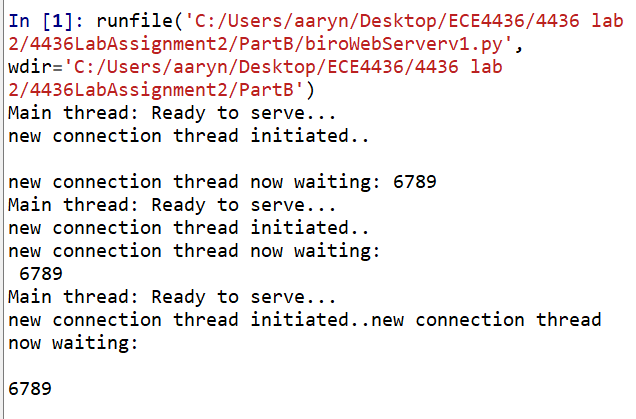 In [1]: runfile('C:/Users/aaryn/Desktop/ECE4436/4436 lab
2/4436LabAssignment2/PartB/biroWebServerv1.py',
wdir='C:/Users/aaryn/Desktop/ECE4436/4436 lab
2/4436LabAssignment2/PartB')
Main thread: Ready to serve...
new connection thread initiated..
new connection thread now waiting: 6789
Main thread: Ready to serve...
new connection thread initiated..
new connection thread now waiting:
6789
Main thread: Ready to serve...
new connection thread initiated..new connection thread
now waiting:
6789